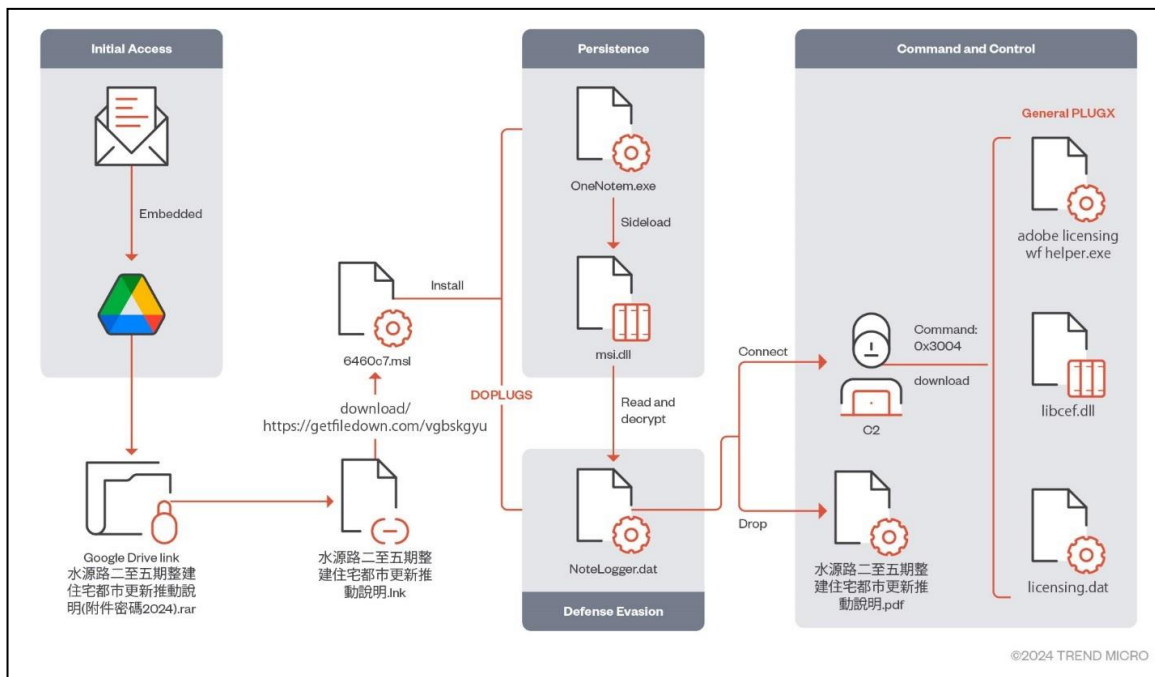 Initial Access
Embedded
Google Drive link
水源路二至五期整建
住宅都市更新推動說
明(附件密碼2024).rar
水源路二至五期整
建住宅都市更新推
動說明.lnk
download/
https://getfiledown.com/vgbskgyu
6460c7.msl
Install
DOPLUGS
Persistence
OneNotem.exe
Sideload
msi.dll
Read and
decrypt
NoteLogger.dat
Defense Evasion
Command and Control
Connect
C2
Command:
0x3004
download
Drop
水源路二至五期整
建住宅都市更新推
動說明.pdf
General PLUGX
adobe licensing
wf helper.exe
libcef.dll
licensing.dat
©2024 TREND MICRO